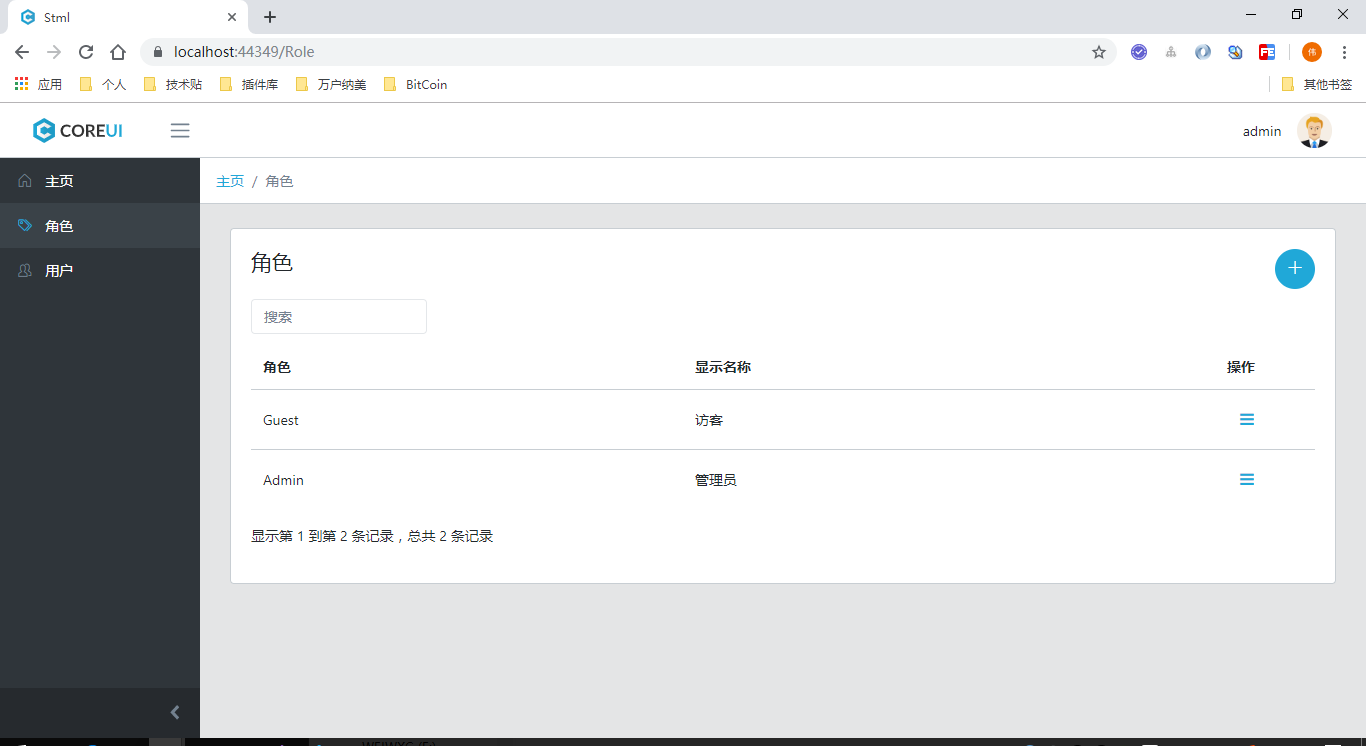 Stml
localhost:44349/Role
伟
应用 个人 技术贴 插件库 万户纳美 BitCoin 其他书签
COREUI
admin
主页
角色
用户
主页 / 角色
角色
搜索
角色 显示名称 操作
Guest 访客
Admin 管理员
显示第 1 到第 2 条记录，总共 2 条记录